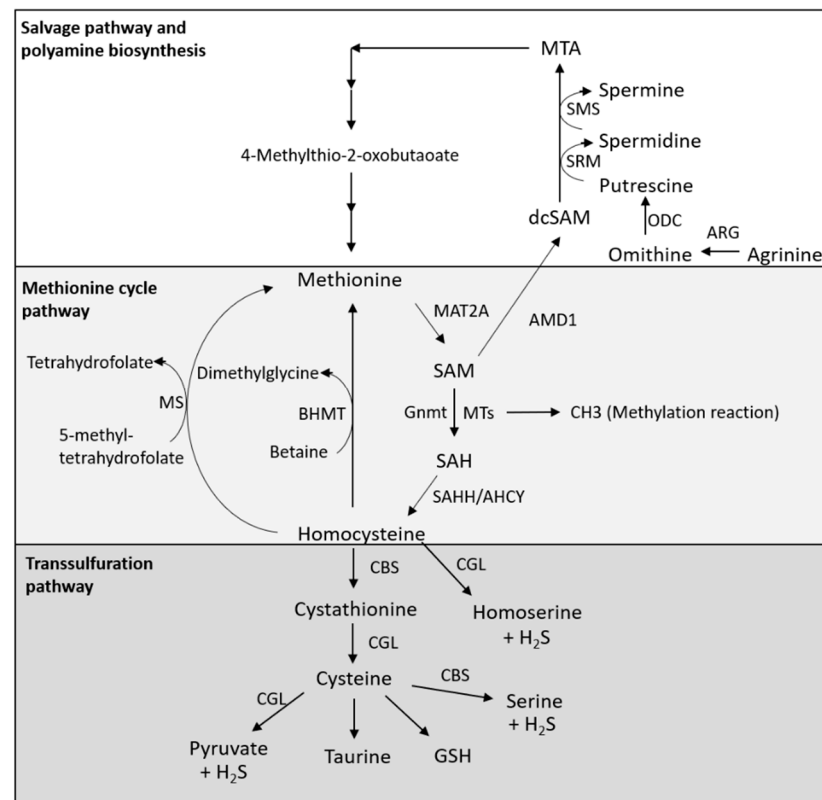 Salvage pathway and
polyamine biosynthesis
MTA
Spermine
SMS
Spermidine
SRM
4-Methylthio-2-oxobutaoate
Putrescine
dcSAM
ODC
ARG
Omithine
Agrinine
Methionine cycle
pathway
Methionine
MAT2A
AMD1
Tetrahydrofolate
Dimethylglycine
SAM
MS
BHMT
Gnmt
MTs
CH3 (Methylation reaction)
5-methyl-
tetrahydrofolate
Betaine
SAH
SAHH/AHCY
Homocysteine
Transsulfuration
pathway
CBS
CGL
Cystathionine
Homoserine
+ H₂S
CGL
Cysteine
CBS
CGL
Serine
+ H₂S
Pyruvate
+ H₂S
Taurine
GSH